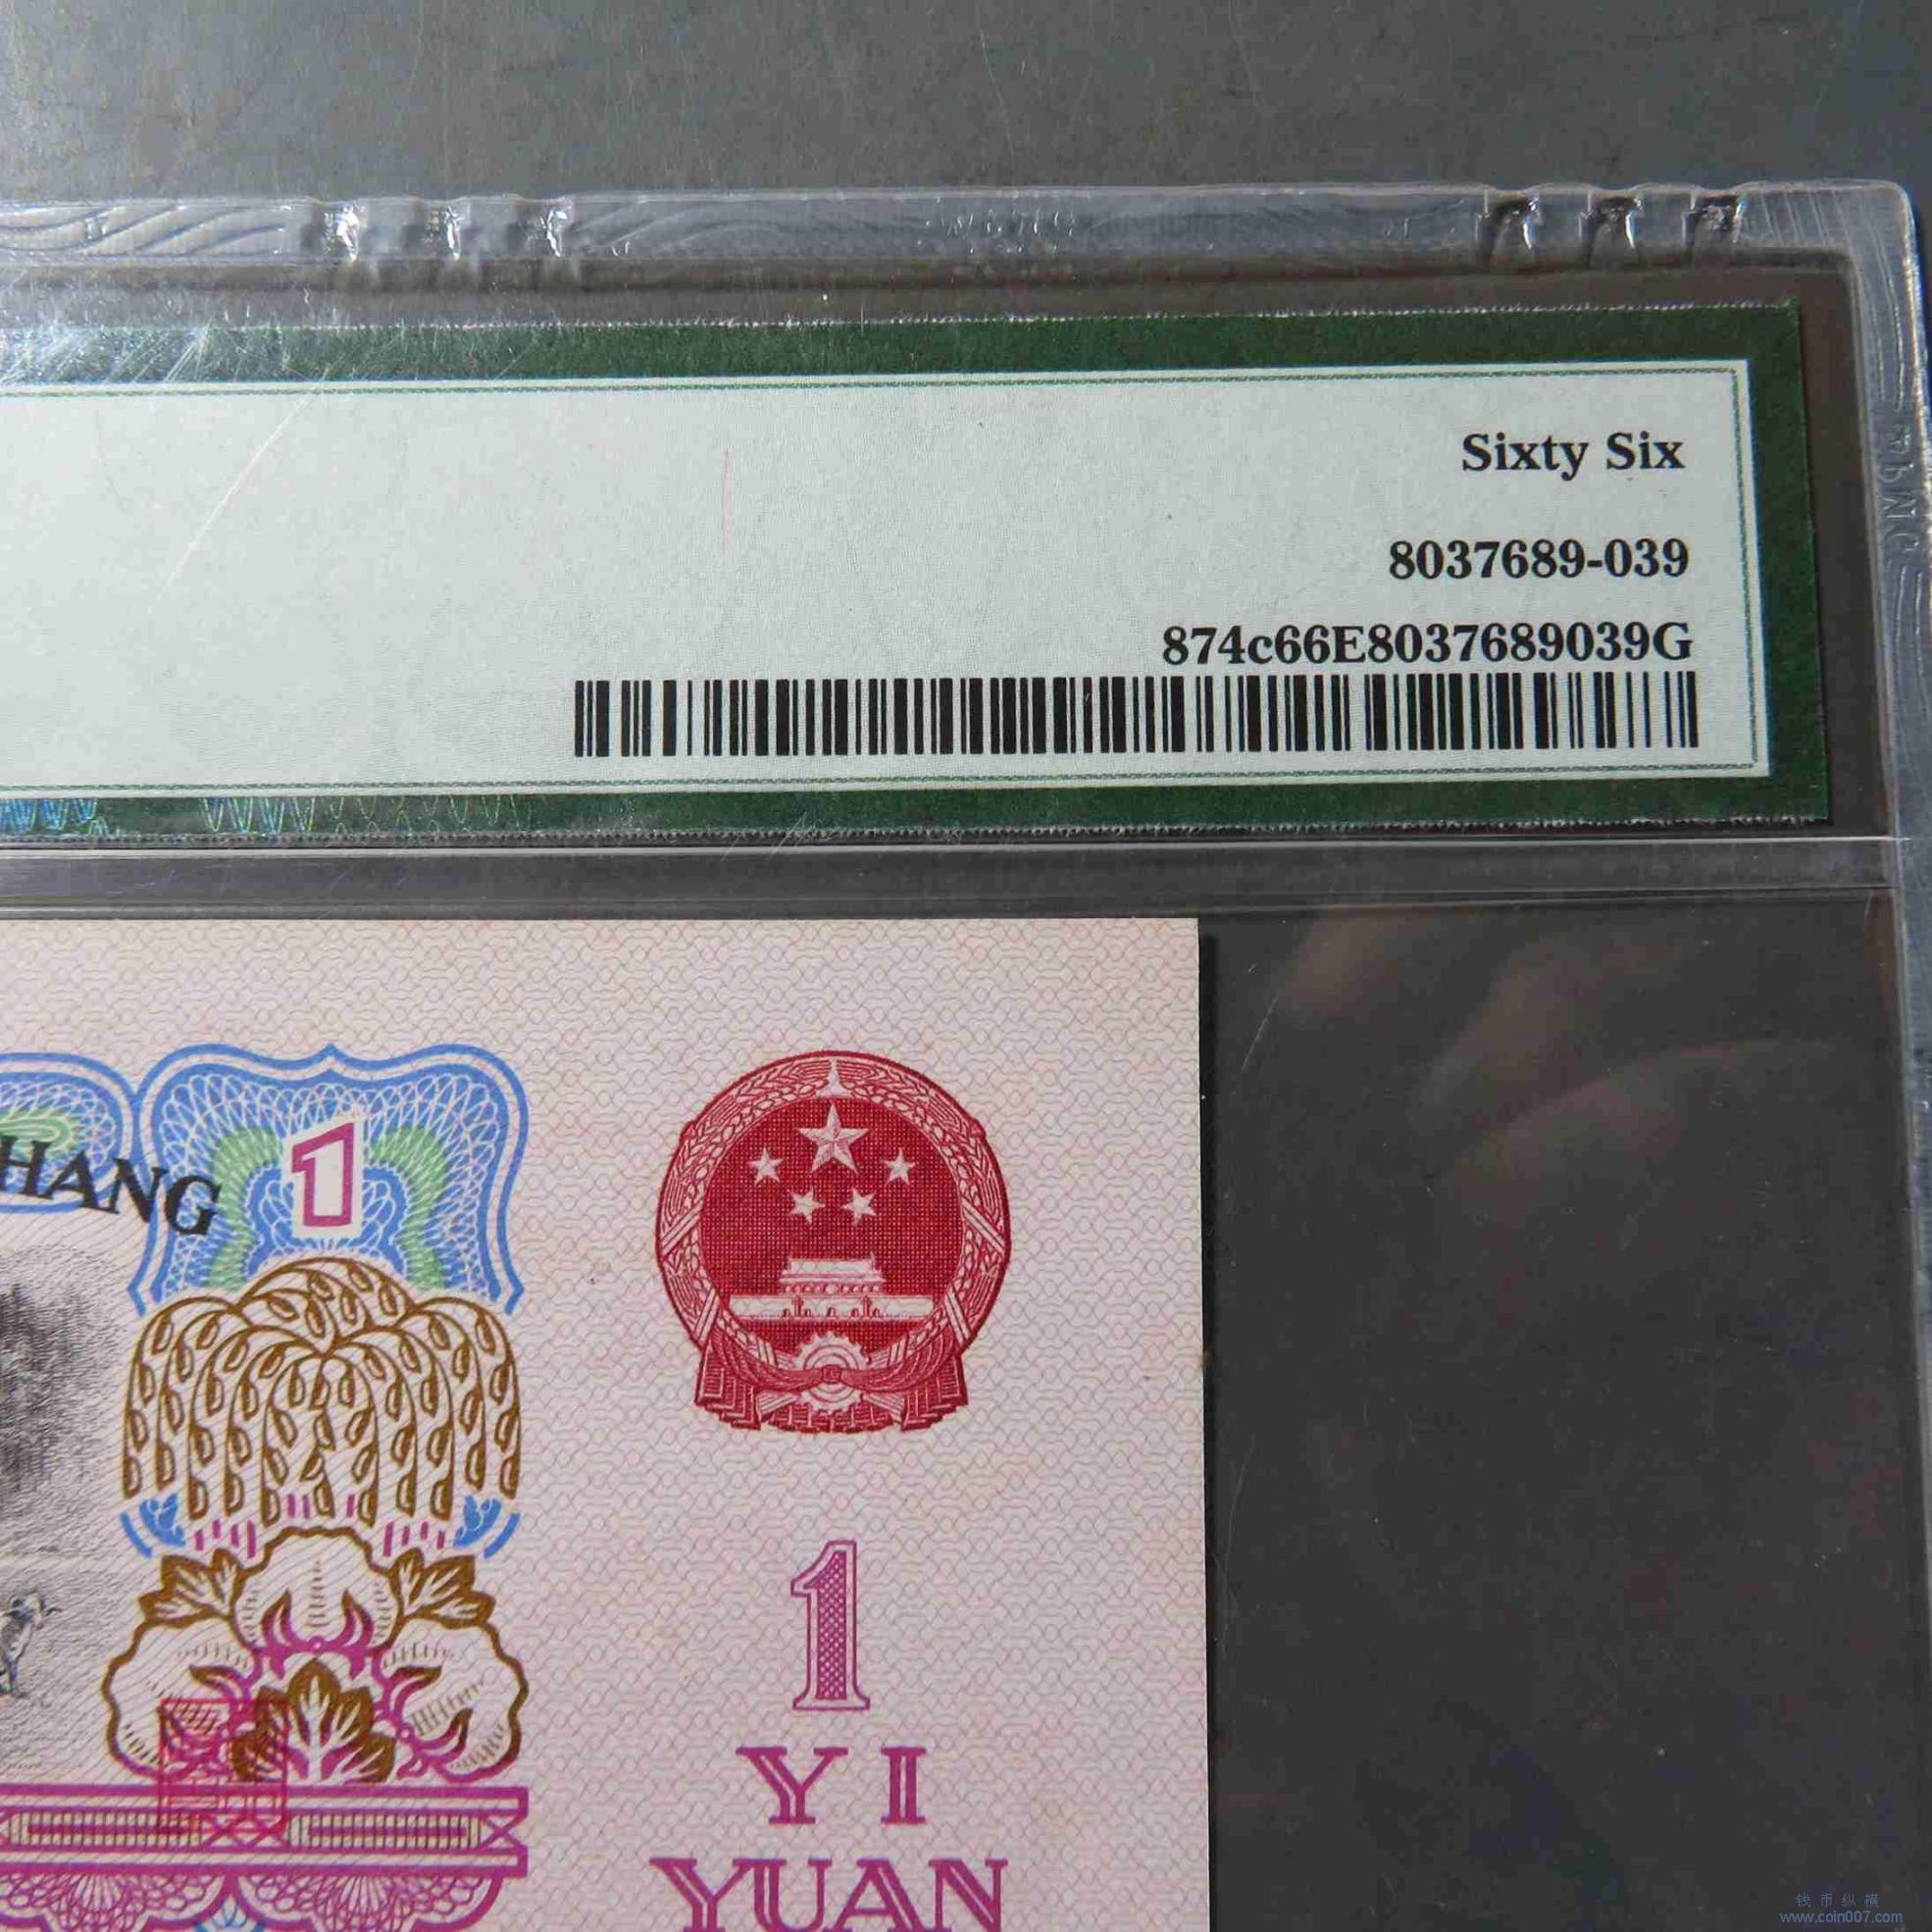 Sixty Six
8037689-039
874c66E8037689039G
HANG
1
1
YI
YUAN
钱币纵横
www.coin007.com